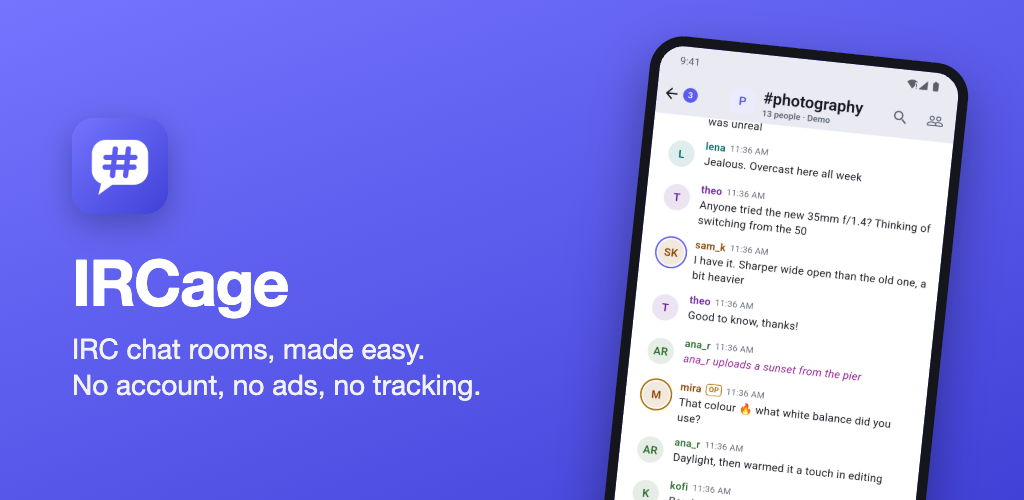 #
IRCage
IRC chat rooms, made easy.
No account, no ads, no tracking.
9:41
3
P
#photography
13 people · Demo
was unreal
L
lena 11:36 AM
Jealous. Overcast here all week
T
theo 11:36 AM
Anyone tried the new 35mm f/1.4? Thinking of
switching from the 50
SK
sam_k 11:36 AM
I have it. Sharper wide open than the old one, a
bit heavier
T
theo 11:36 AM
Good to know, thanks!
AR
ana_r 11:36 AM
ana_r uploads a sunset from the pier
M
mira OP 11:36 AM
That colour 🔥 what white balance did you
use?
AR
ana_r 11:36 AM
Daylight, then warmed it a touch in editing
K
kofi 11:36 AM